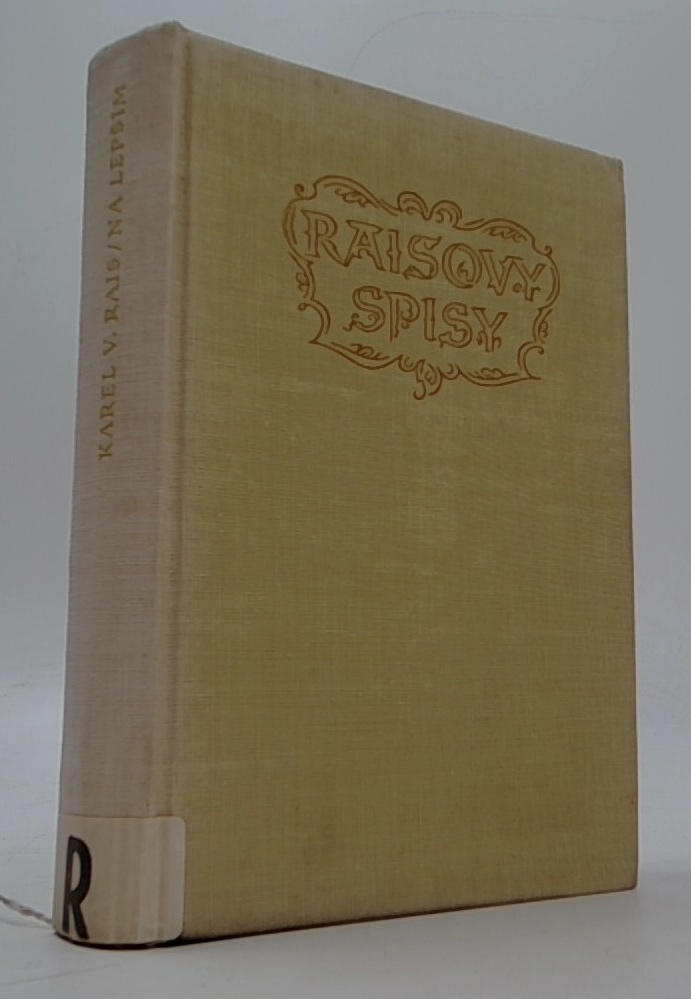 KAREL V. RAIS / NA LEPŠÍM
RAISOVY
SPISY
R